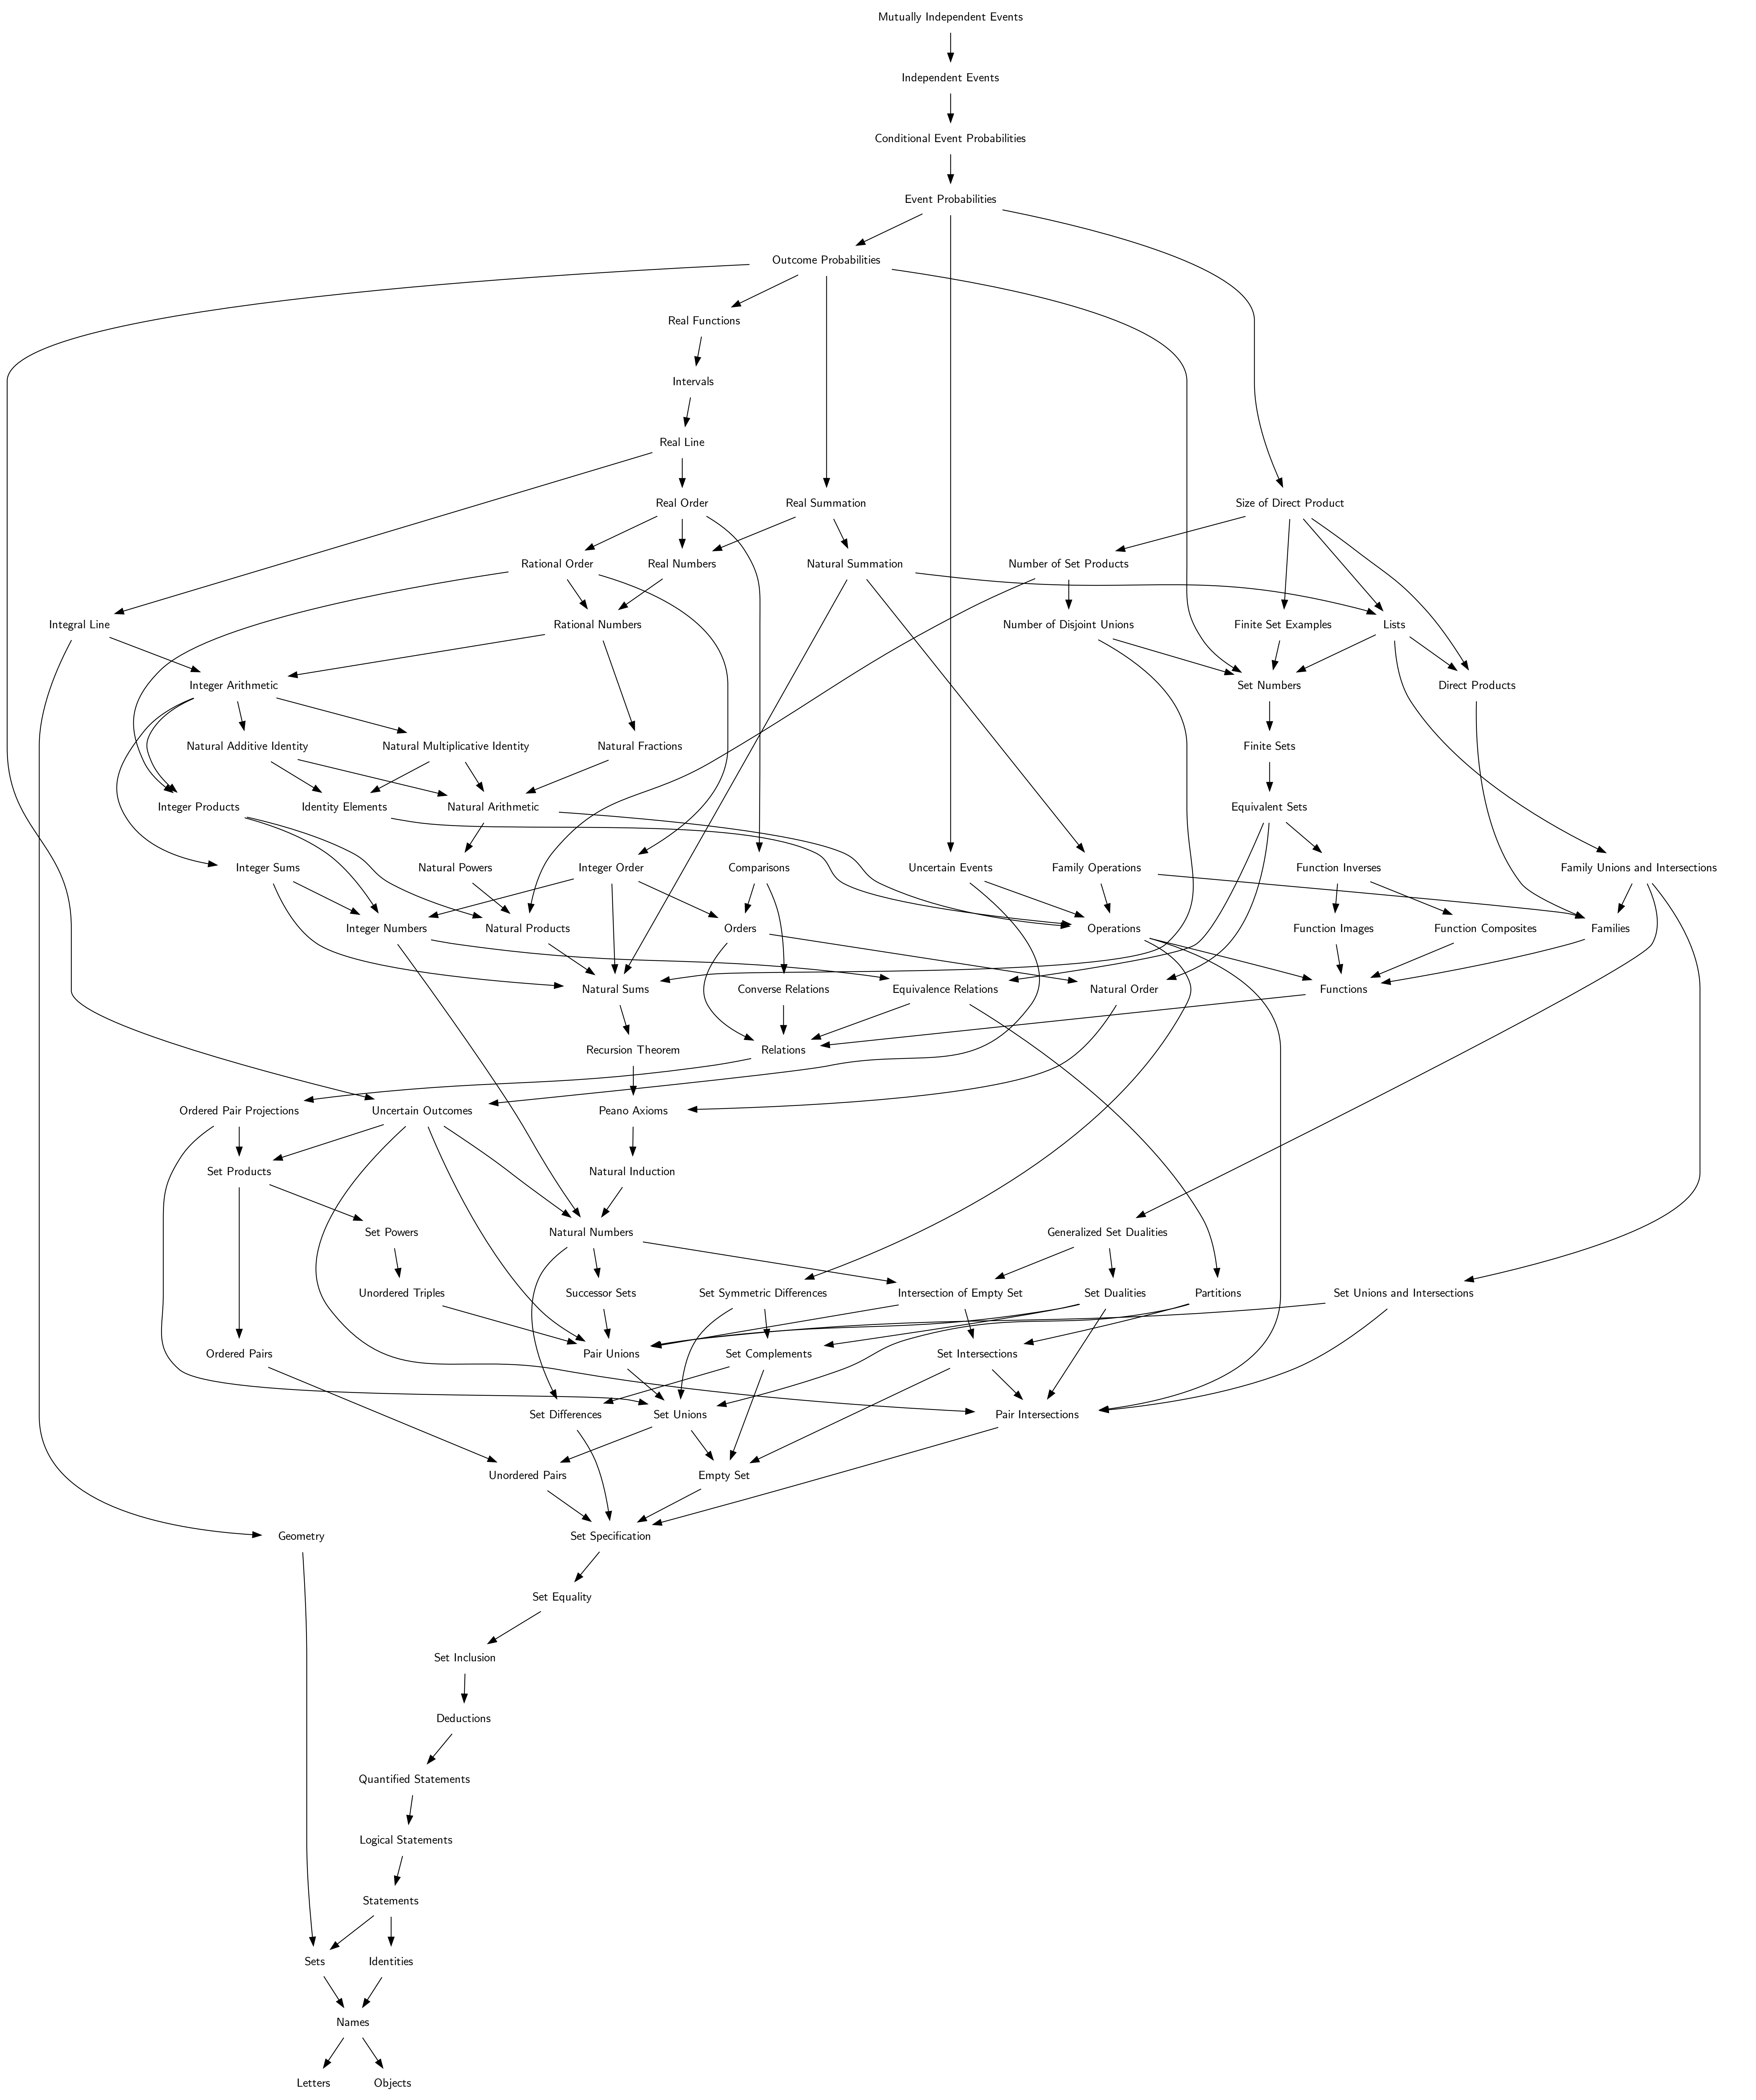 Mutually Independent Events
Independent Events
Conditional Event Probabilities
Event Probabilities
Outcome Probabilities
Real Functions
Intervals
Real Line
Real Order
Real Summation
Size of Direct Product
Rational Order
Real Numbers
Natural Summation
Number of Set Products
Integral Line
Rational Numbers
Number of Disjoint Unions
Finite Set Examples
Lists
Integer Arithmetic
Set Numbers
Direct Products
Natural Additive Identity
Natural Multiplicative Identity
Natural Fractions
Finite Sets
Integer Products
Identity Elements
Natural Arithmetic
Equivalent Sets
Integer Sums
Natural Powers
Integer Order
Comparisons
Uncertain Events
Family Operations
Function Inverses
Family Unions and Intersections
Integer Numbers
Natural Products
Orders
Operations
Function Images
Function Composites
Families
Natural Sums
Converse Relations
Equivalence Relations
Natural Order
Functions
Recursion Theorem
Relations
Ordered Pair Projections
Uncertain Outcomes
Peano Axioms
Set Products
Natural Induction
Set Powers
Natural Numbers
Generalized Set Dualities
Unordered Triples
Successor Sets
Set Symmetric Differences
Intersection of Empty Set
Set Dualities
Partitions
Set Unions and Intersections
Ordered Pairs
Pair Unions
Set Complements
Set Intersections
Set Differences
Set Unions
Pair Intersections
Unordered Pairs
Empty Set
Geometry
Set Specification
Set Equality
Set Inclusion
Deductions
Quantified Statements
Logical Statements
Statements
Sets
Identities
Names
Letters
Objects